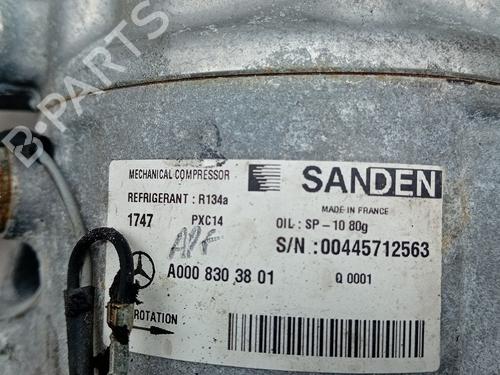 MECHANICAL COMPRESSOR
SANDEN
REFRIGERANT : R134a
MADE IN FRANCE
1747 PXC14
OIL : SP-10 80g
S/N :00445712563
A000 830 38 01
Q 0001
ROTATION
B-PARTS